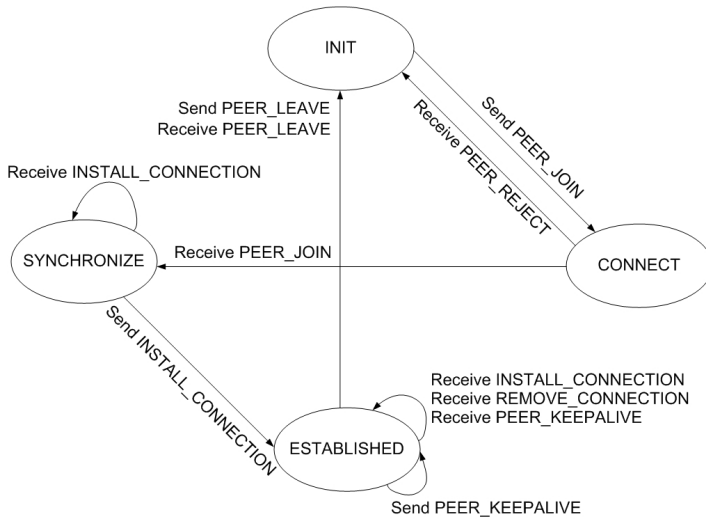 INIT
Send PEER_LEAVE
Receive PEER_LEAVE
Send PEER_JOIN
Receive PEER_REJECT
Receive INSTALL_CONNECTION
SYNCHRONIZE
Receive PEER_JOIN
CONNECT
Send INSTALL_CONNECTION
Receive INSTALL_CONNECTION
Receive REMOVE_CONNECTION
Receive PEER_KEEPALIVE
ESTABLISHED
Send PEER_KEEPALIVE